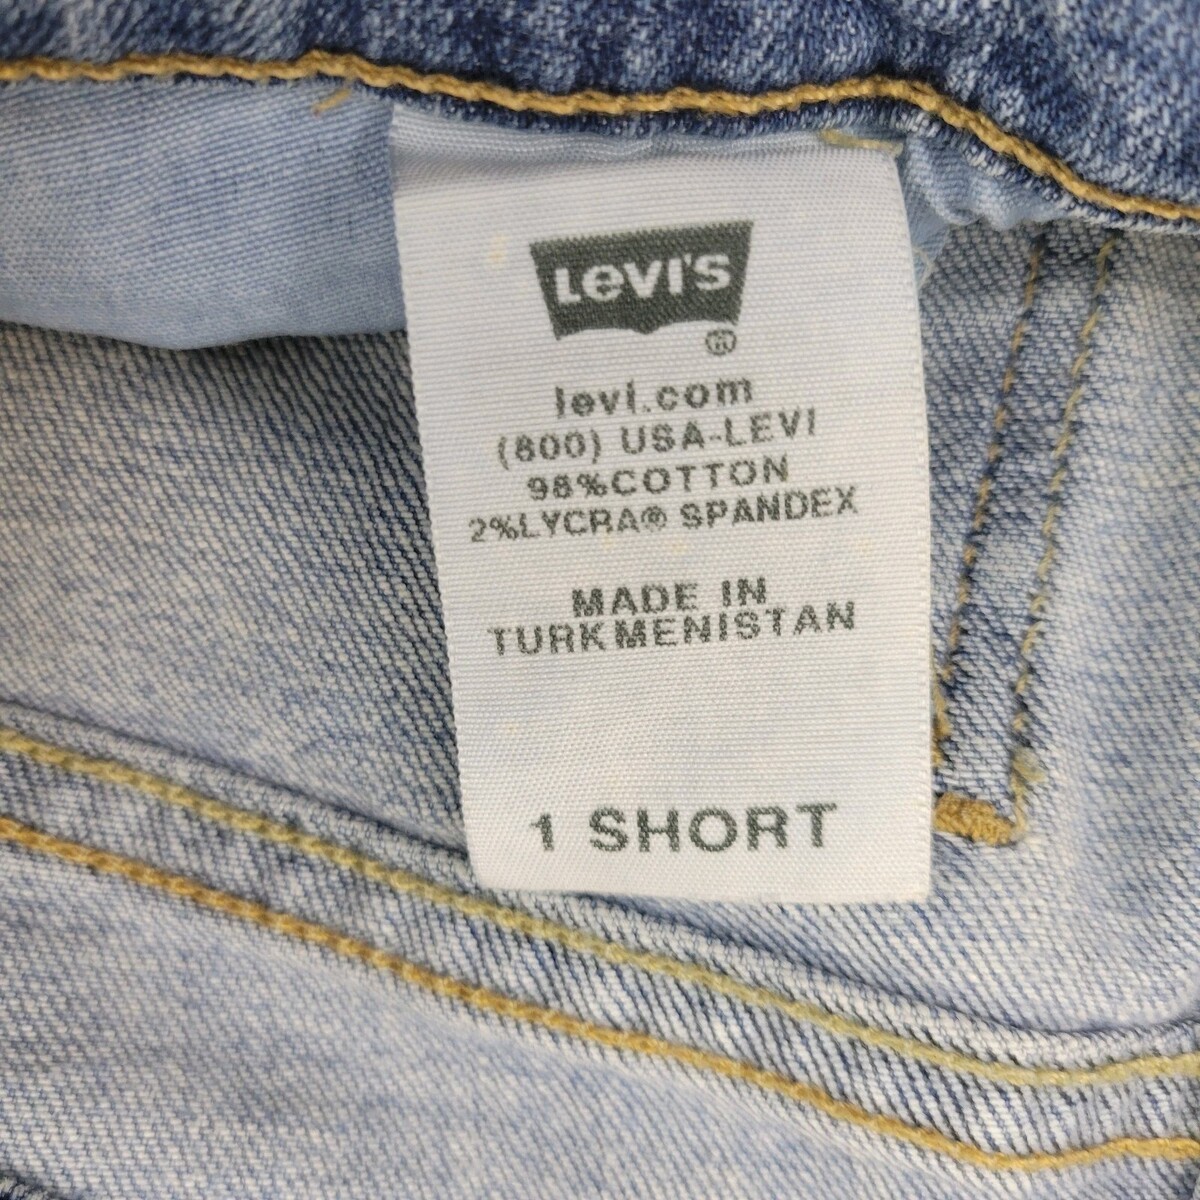 LEVI'S
®
levi.com
(800) USA-LEVI
98%COTTON
2%LYCRA® SPANDEX
MADE IN
TURKMENISTAN
1 SHORT